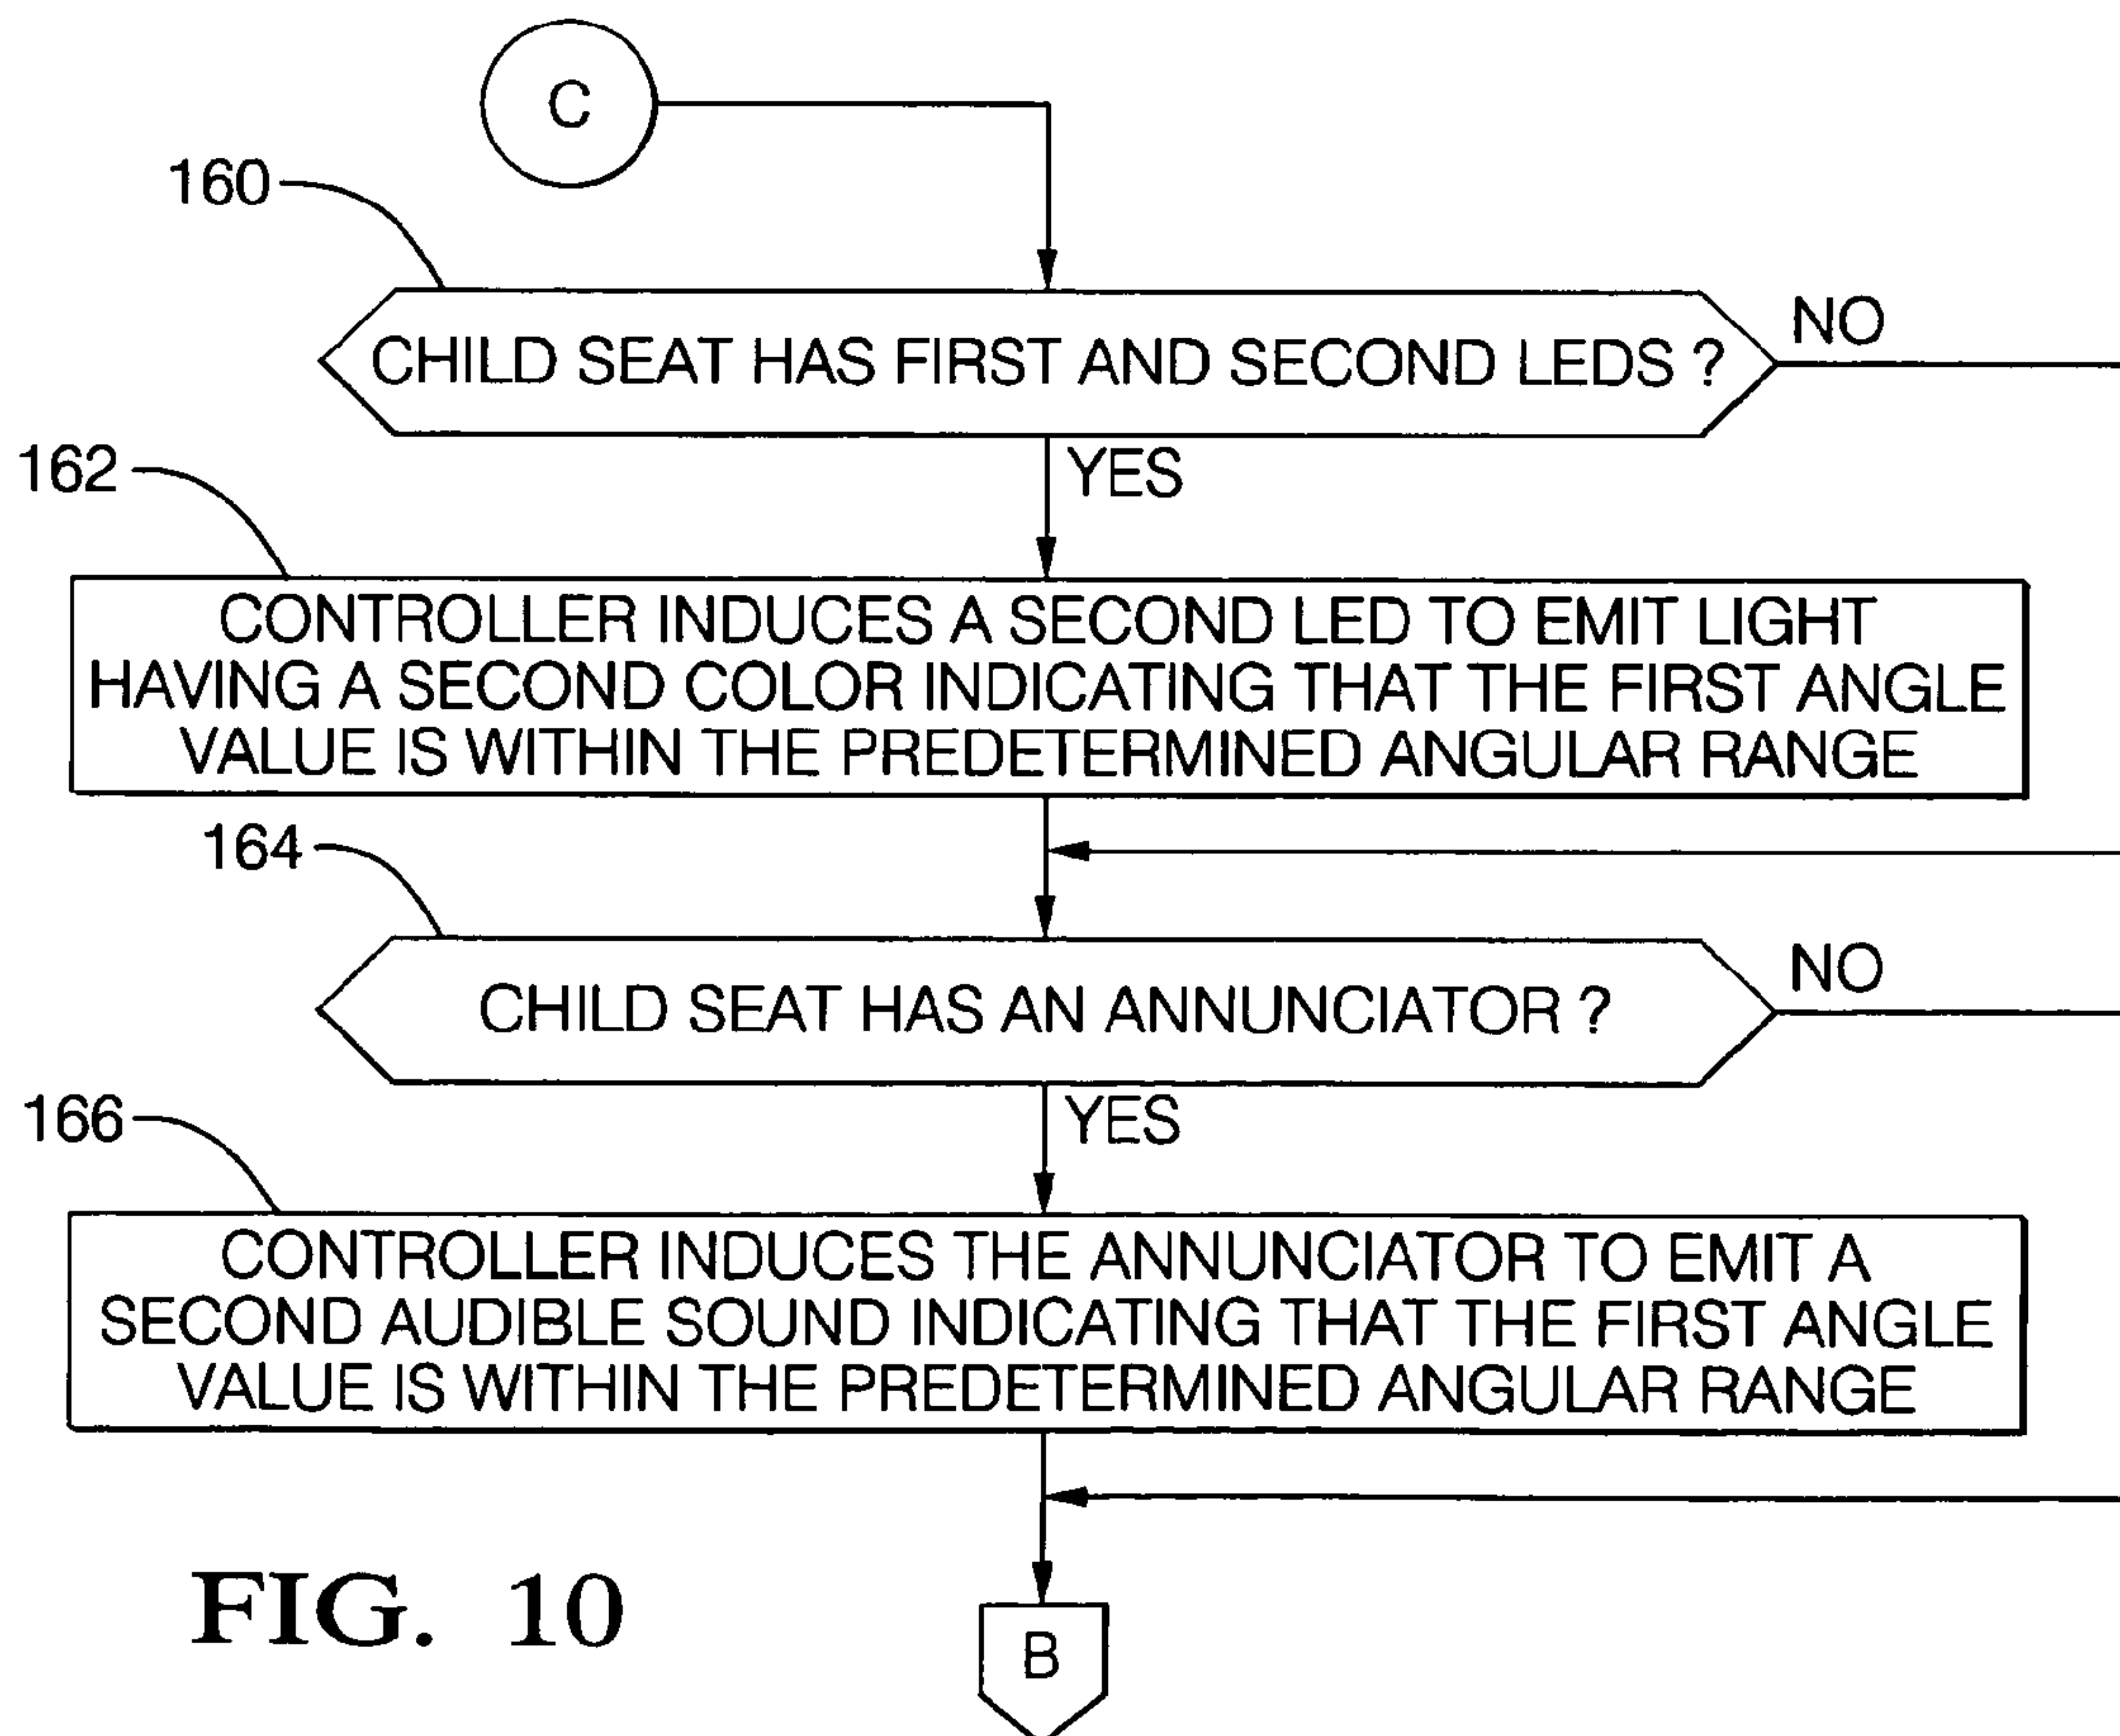 C
160
CHILD SEAT HAS FIRST AND SECOND LEDS ?
NO
YES
162
CONTROLLER INDUCES A SECOND LED TO EMIT LIGHT
HAVING A SECOND COLOR INDICATING THAT THE FIRST ANGLE
VALUE IS WITHIN THE PREDETERMINED ANGULAR RANGE
164
CHILD SEAT HAS AN ANNUNCIATOR ?
NO
YES
166
CONTROLLER INDUCES THE ANNUNCIATOR TO EMIT A
SECOND AUDIBLE SOUND INDICATING THAT THE FIRST ANGLE
VALUE IS WITHIN THE PREDETERMINED ANGULAR RANGE
B
FIG. 10